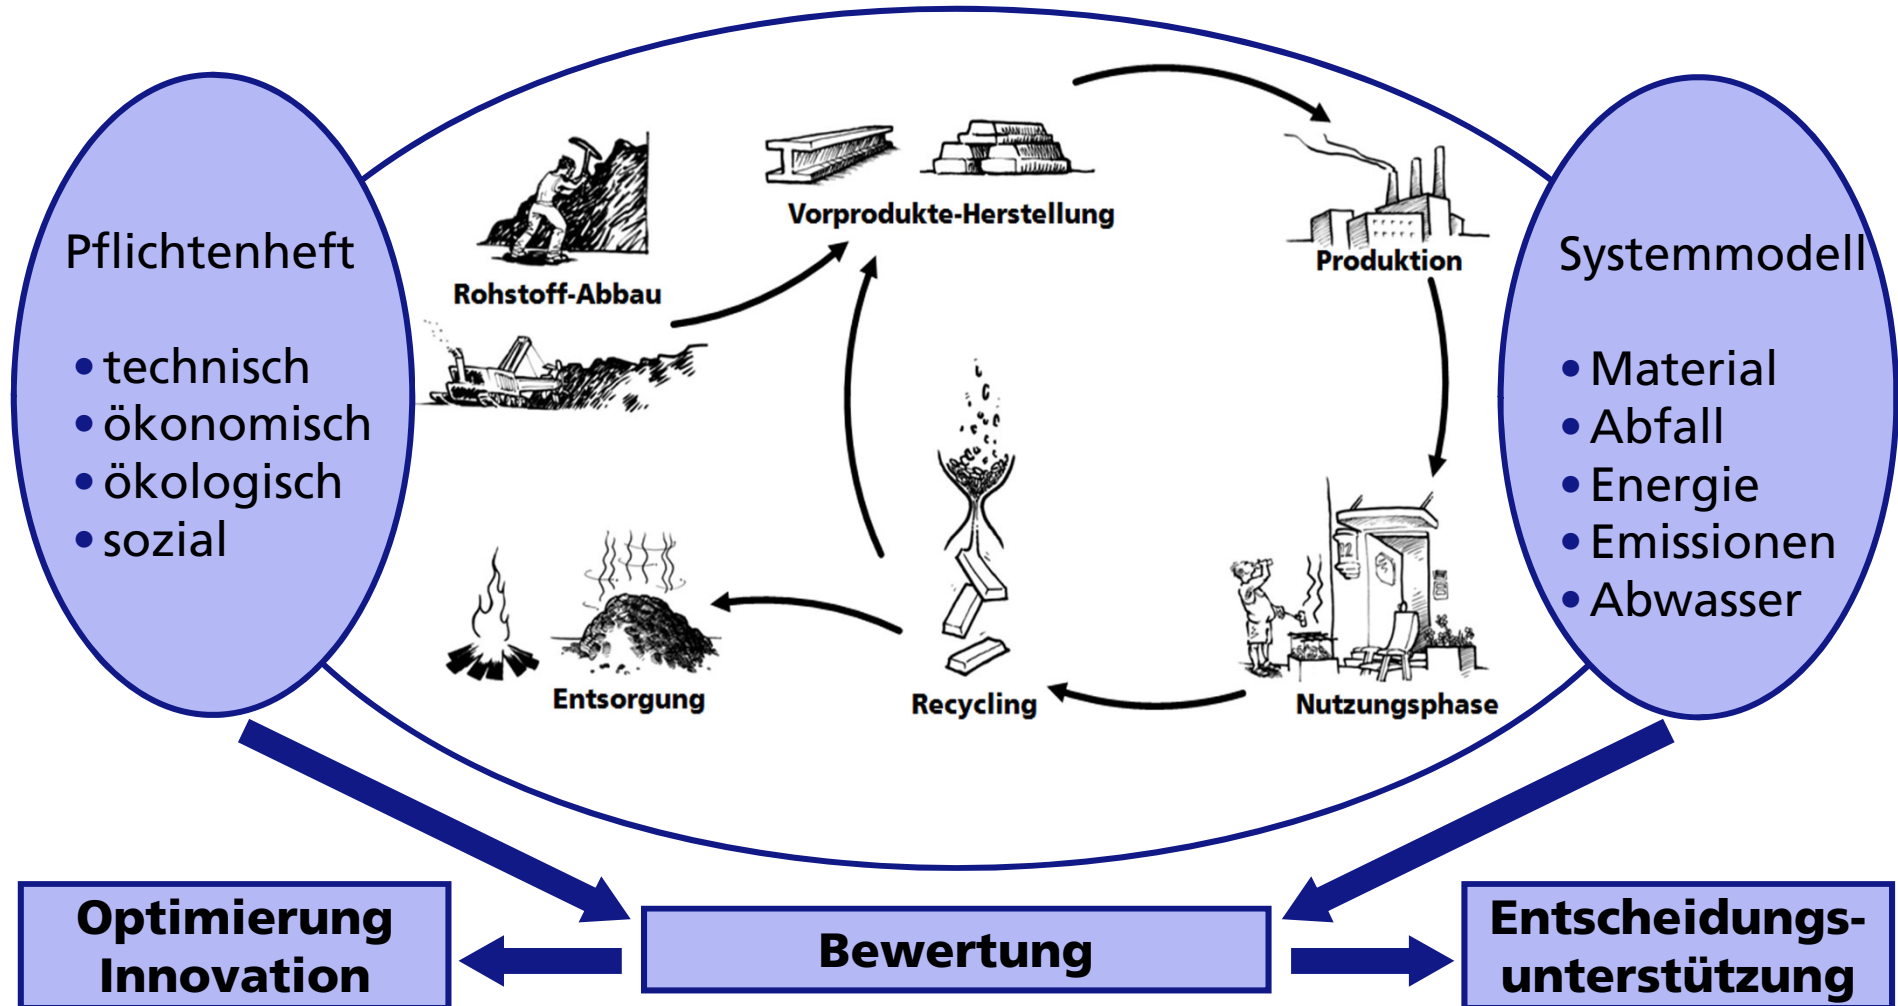 Pflichtenheft
• technisch
• ökonomisch
• ökologisch
• sozial
Rohstoff-Abbau
Vorprodukte-Herstellung
Produktion
Entsorgung
Recycling
Nutzungsphase
Systemmodell
• Material
• Abfall
• Energie
• Emissionen
• Abwasser
Optimierung
Innovation
Bewertung
Entscheidungs-
unterstützung